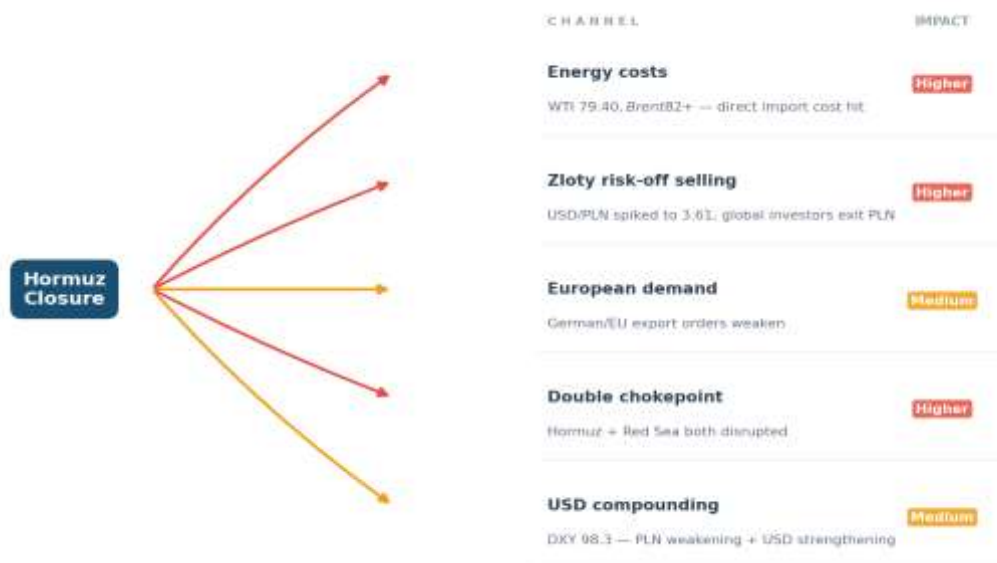 CHANNEL IMPACT
Energy costs Higher
WTI 79.40, Brent82+ — direct import cost hit
Zloty risk-off selling Higher
USD/PLN spiked to 3.61, global investors exit PLN
Hormuz
Closure
European demand Medium
German/EU export orders weaken
Double chokepoint Higher
Hormuz + Red Sea both disrupted
USD compounding Medium
DXY 98.3 — PLN weakening + USD strengthening